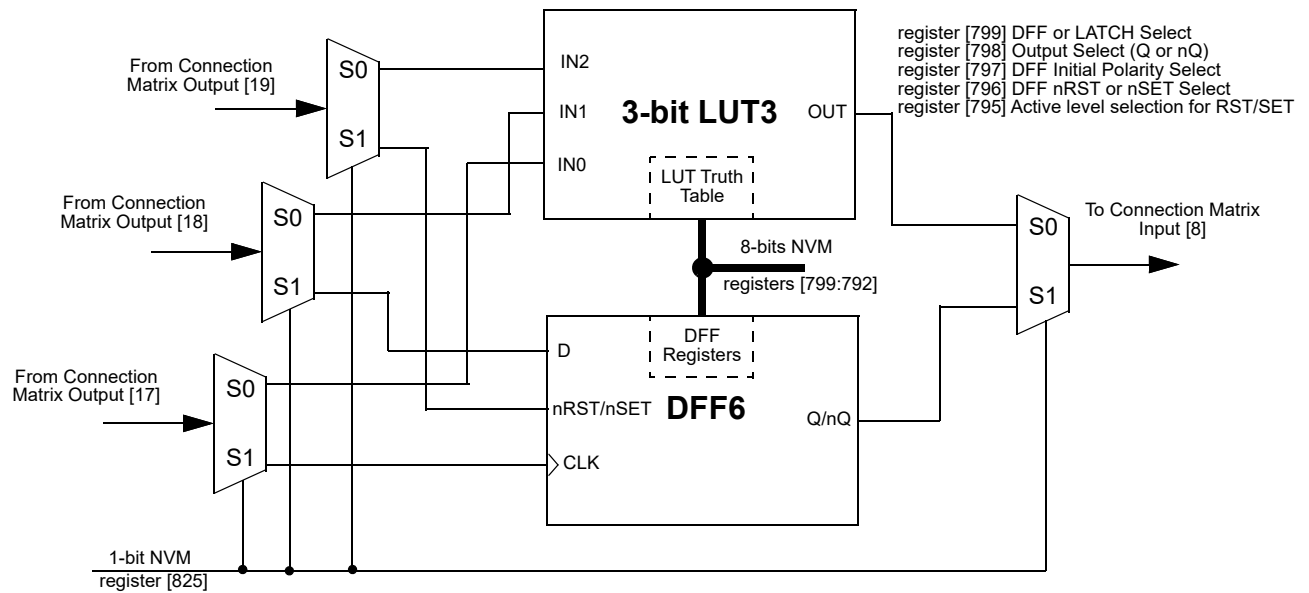 register [799] DFF or LATCH Select
register [798] Output Select (Q or nQ)
register [797] DFF Initial Polarity Select
register [796] DFF nRST or nSET Select
register [795] Active level selection for RST/SET
From Connection
Matrix Output [19]
S0
S1
IN2
IN1
IN0
3-bit LUT3
OUT
LUT Truth
Table
From Connection
Matrix Output [18]
S0
S1
8-bits NVM
registers [799:792]
To Connection Matrix
Input [8]
S0
S1
From Connection
Matrix Output [17]
S0
S1
D
nRST/nSET
CLK
DFF
Registers
DFF6
Q/nQ
1-bit NVM
register [825]